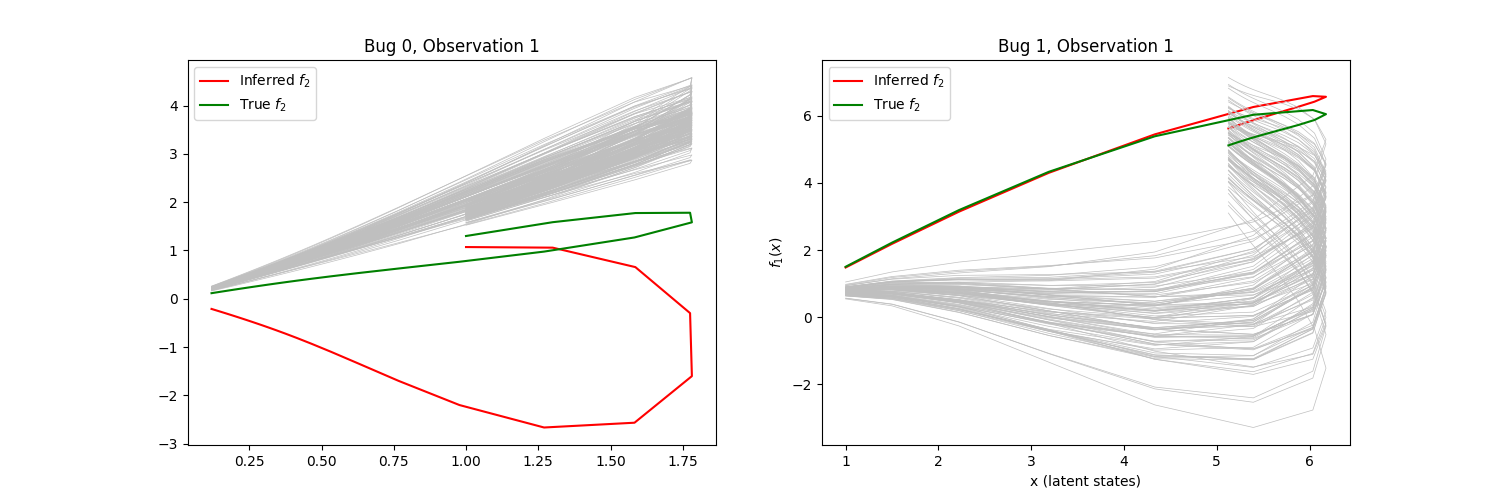 Bug 0, Observation 1
Inferred f₂
True f₂
4
3
2
1
0
−1
−2
−3
0.25 0.50 0.75 1.00 1.25 1.50 1.75
Bug 1, Observation 1
Inferred f₂
True f₂
6
4
2
0
−2
f₁(x)
1 2 3 4 5 6
x (latent states)